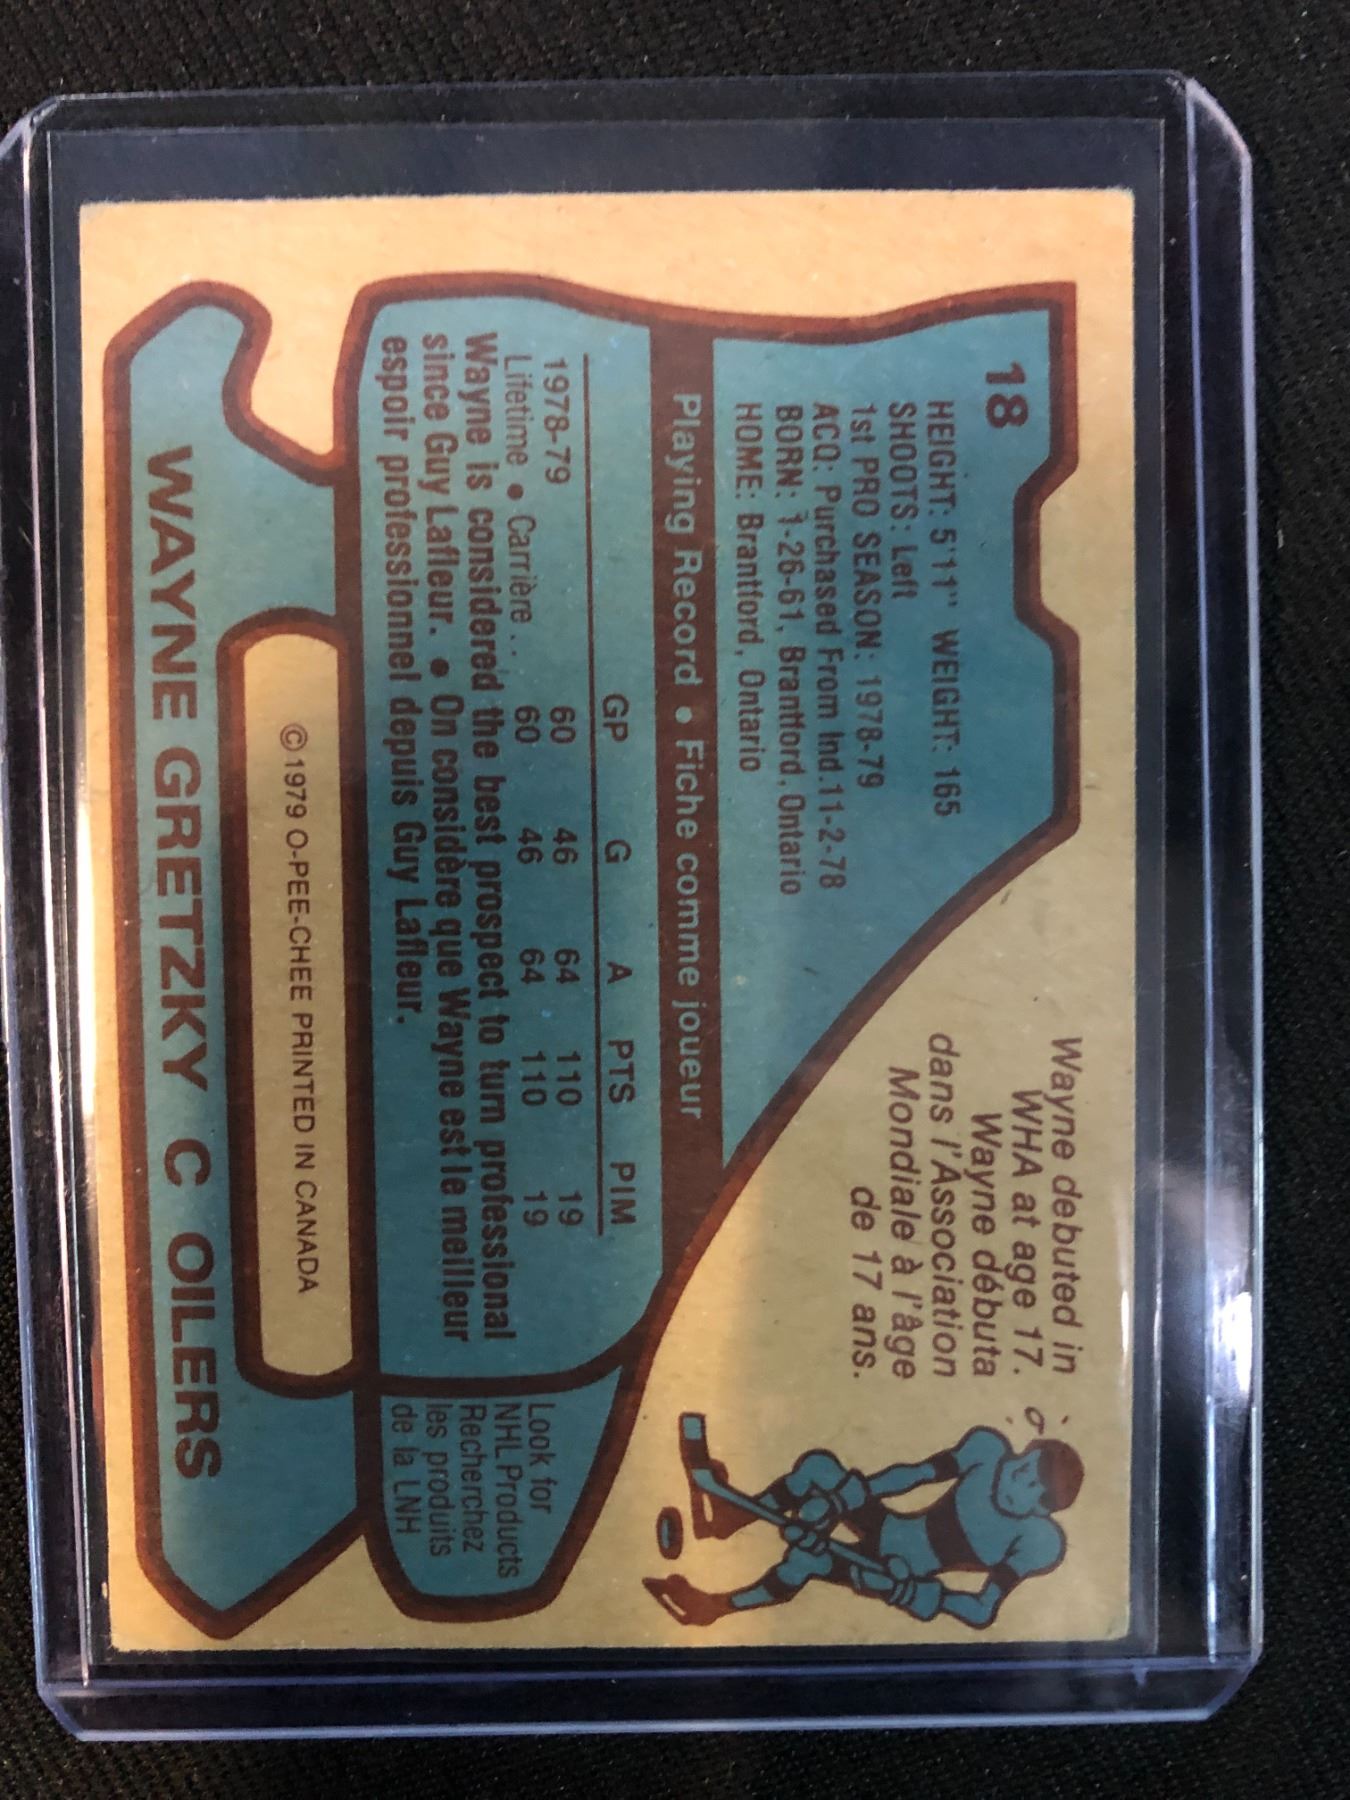 18
HEIGHT: 5'11" WEIGHT: 165
SHOOTS: Left
1st PRO SEASON: 1978-79
ACQ: Purchased From Ind.11-2-78
BORN: 1-26-61, Brantford, Ontario
HOME: Brantford, Ontario
Wayne debuted in
WHA at age 17.
Wayne débuta
dans l'Association
Mondiale à l'âge
de 17 ans.
Playing Record • Fiche comme joueur
GP G A PTS PIM
1978-79 60 46 64 110 19
Lifetime • Carrière . . 60 46 64 110 19
Wayne is considered the best prospect to turn professional
since Guy Lafleur. • On considère que Wayne est le meilleur
espoir professionnel depuis Guy Lafleur.
Look for
NHL Products
Recherchez
les produits
de la LNH
©1979 O-PEE-CHEE PRINTED IN CANADA
WAYNE GRETZKY C OILERS